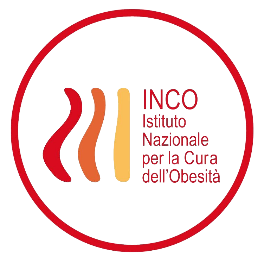 INCO
Istituto
Nazionale
per la Cura
dell'Obesità